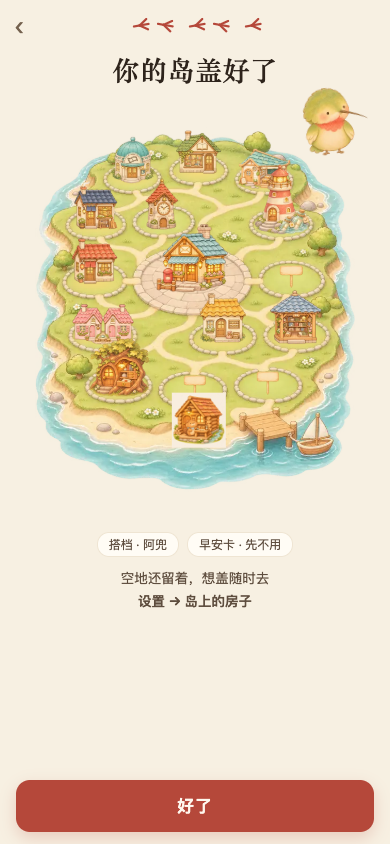 你的岛盖好了
搭档 · 阿兜
早安卡 · 先不用
空地还留着，想盖随时去
设置 → 岛上的房子
好了